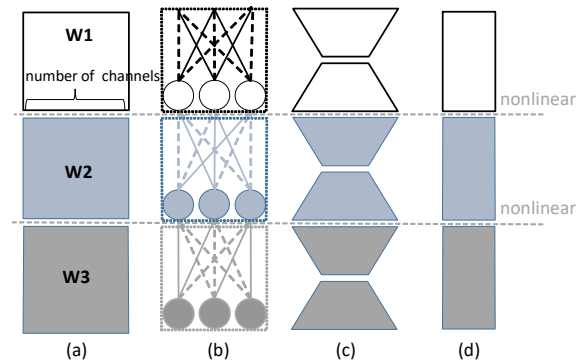 W1
number of channels
nonlinear
W2
nonlinear
W3
(a) (b) (c) (d)